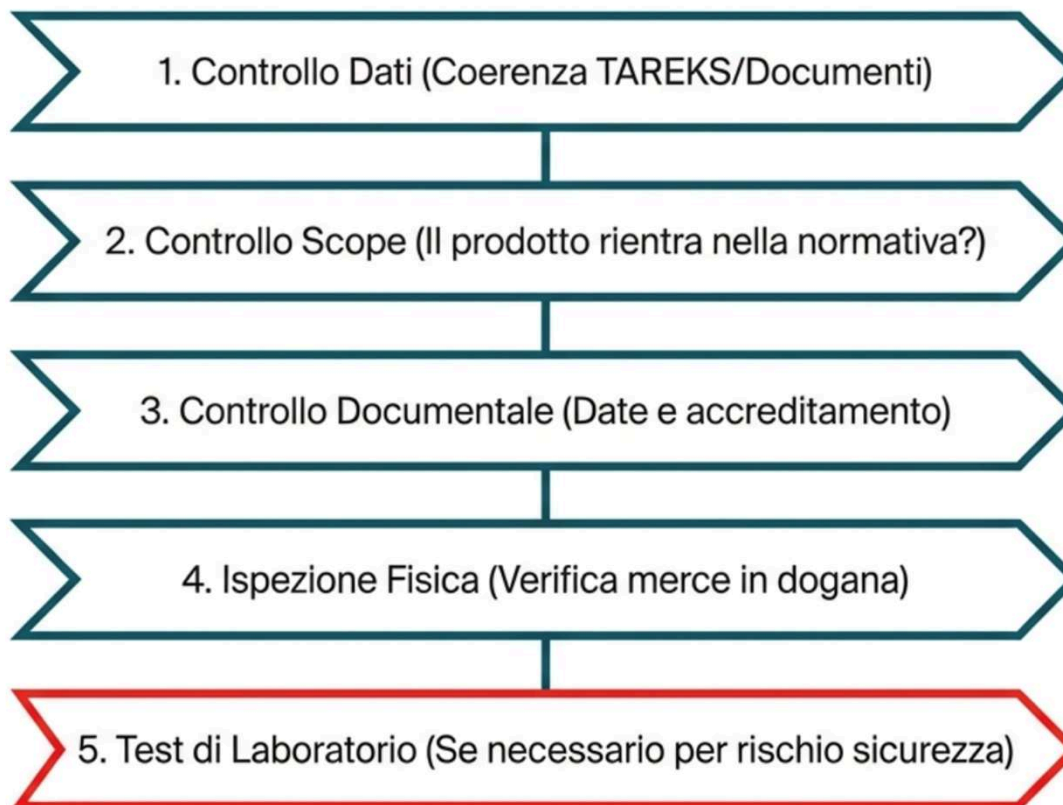 1. Controllo Dati (Coerenza TAREKS/Documenti)
2. Controllo Scope (Il prodotto rientra nella normativa?)
3. Controllo Documentale (Date e accreditamento)
4. Ispezione Fisica (Verifica merce in dogana)
5. Test di Laboratorio (Se necessario per rischio sicurezza)